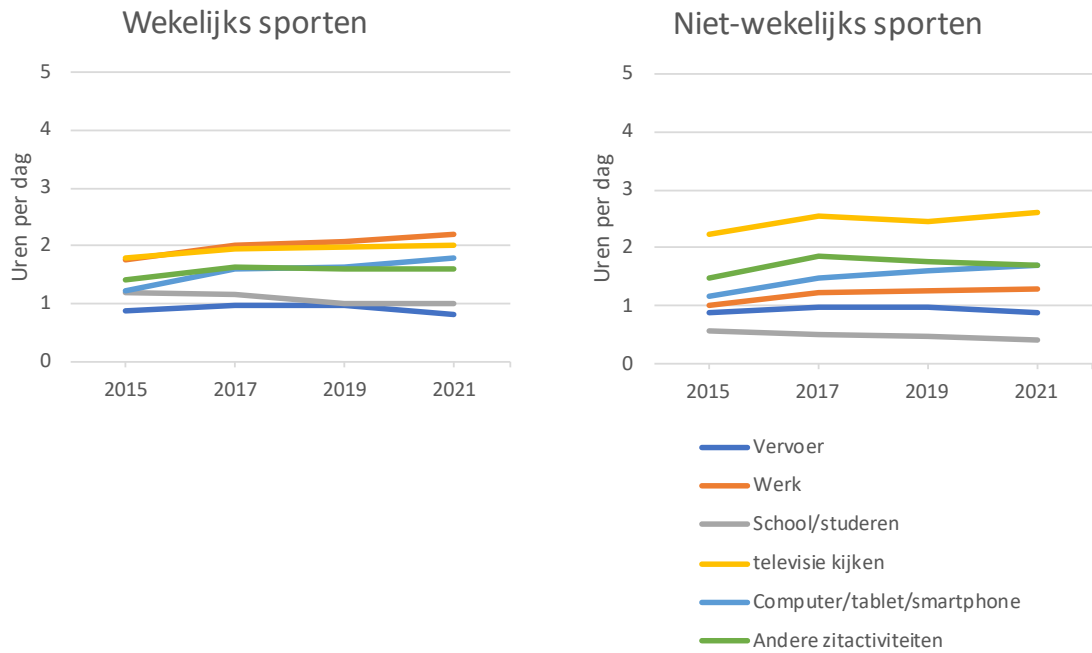 Wekelijks sporten
Uren per dag
5
4
3
2
1
0
2015 2017 2019 2021
Niet-wekelijks sporten
Uren per dag
5
4
3
2
1
0
2015 2017 2019 2021
Vervoer
Werk
School/studeren
televisie kijken
Computer/tablet/smartphone
Andere zitactiviteiten